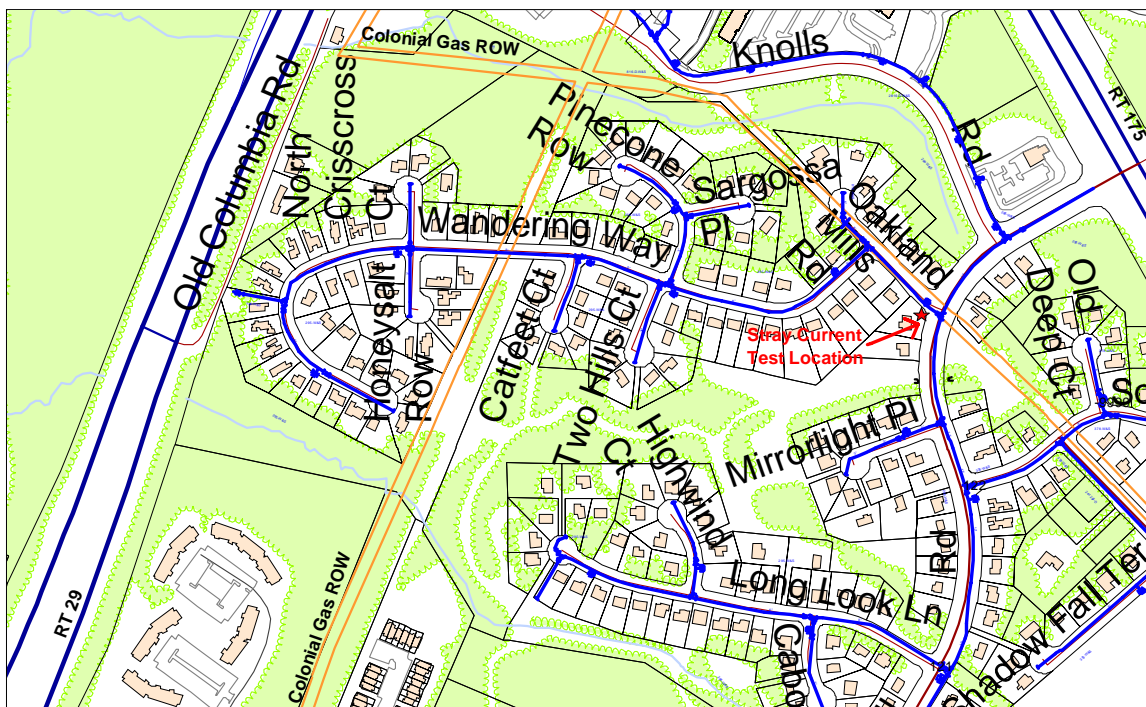 Colonial Gas ROW
Knolls
Rd
RT 175
Old Columbia Rd
North
Crisscross
Ct
Pinecone
Row
Sargossa
Pl
Wandering Way
Oakland
Mills
Rd
Honeysalt
Row
Catfeet Ct
Two Hills Ct
Stray Current
Test Location
Old
Deep Ct
Highwind
Ct
Mirrorlight Pl
122
Rd
Long Look Ln
Shadow Fall Ter
RT 29
Colonial Gas ROW